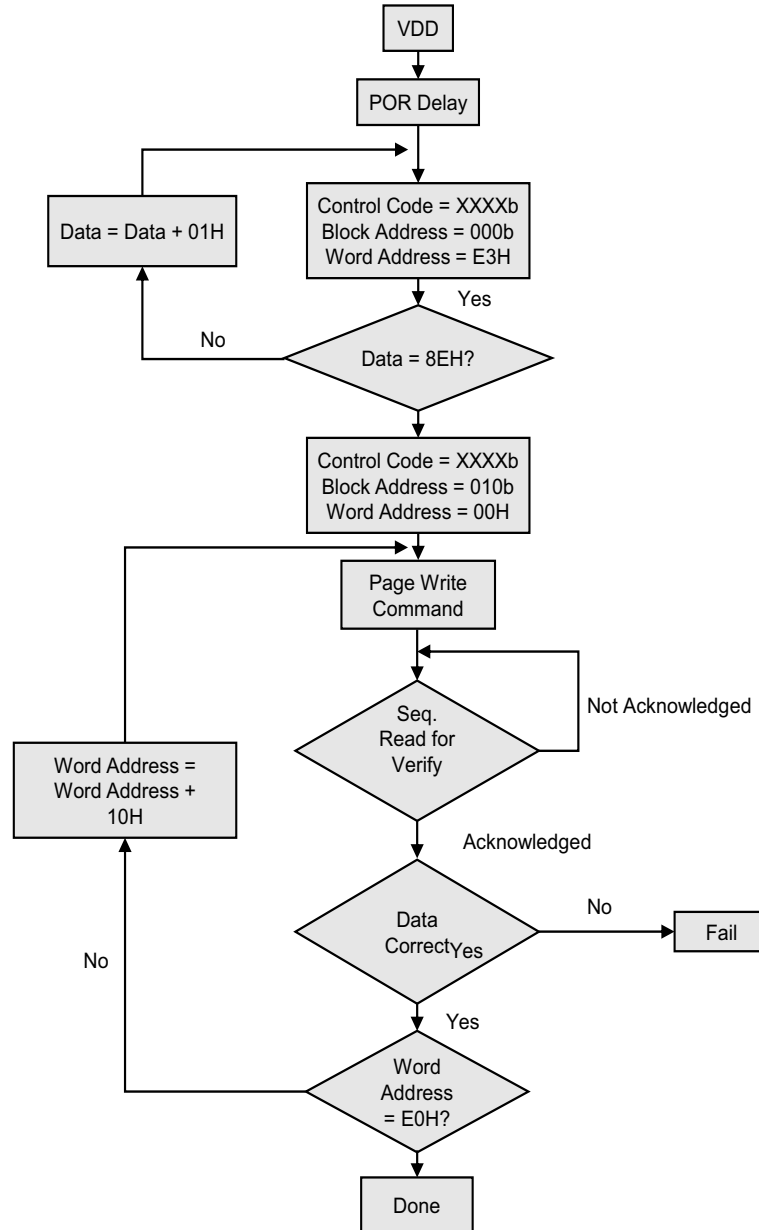 VDD
POR Delay
Data = Data + 01H
Control Code = XXXXb
Block Address = 000b
Word Address = E3H
Yes
No
Data = 8EH?
Control Code = XXXXb
Block Address = 010b
Word Address = 00H
Page Write
Command
Seq.
Read for
Verify
Not Acknowledged
Word Address =
Word Address +
10H
Acknowledged
Data
Correct
Yes
No
Fail
No
Yes
Word
Address
= E0H?
Done